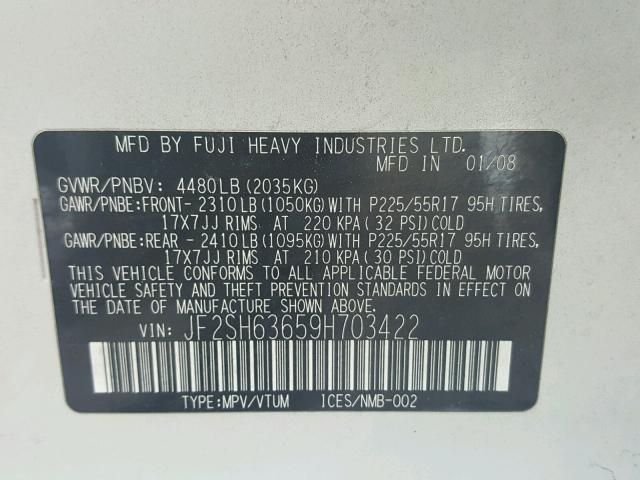 MFD BY FUJI HEAVY INDUSTRIES LTD.
MFD IN 01/08
GVWR/PNBV: 4480LB(2035KG)
GAWR/PNBE:FRONT- 2310LB(1050KG)WITH P225/55R17 95H TIRES,
17X7JJ RIMS AT 220 KPA(32 PSI)COLD
GAWR/PNBE:REAR - 2410LB(1095KG)WITH P225/55R17 95H TIRES,
17X7JJ RIMS AT 210 KPA(30 PSI)COLD
THIS VEHICLE CONFORMS TO ALL APPLICABLE FEDERAL MOTOR
VEHICLE SAFETY AND THEFT PREVENTION STANDARDS IN EFFECT ON THE
DATE OF MANUFACTURE SHOWN ABOVE.
VIN: JF2SH63659H703422
TYPE:MPV/VTUM ICES/NMB-002